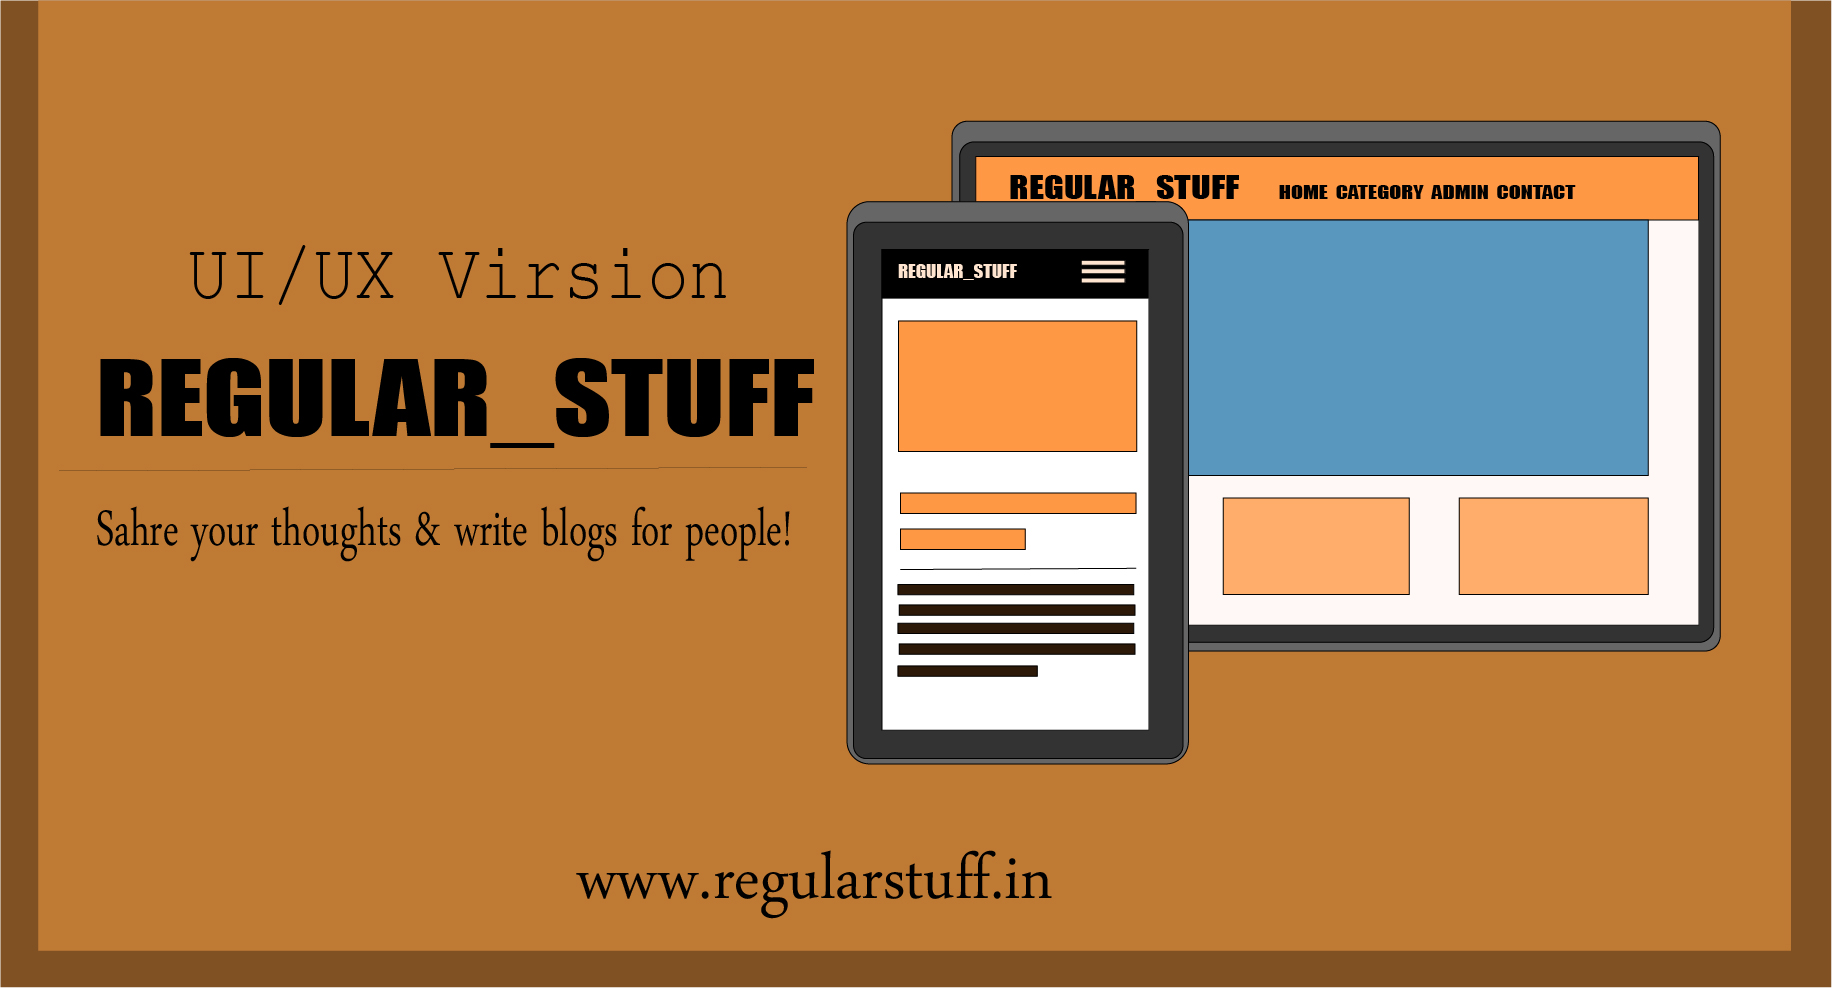 UI/UX Virsion
REGULAR_STUFF
Sahre your thoughts & write blogs for people!
REGULAR_STUFF
REGULAR STUFF HOME CATEGORY ADMIN CONTACT
www.regularstuff.in